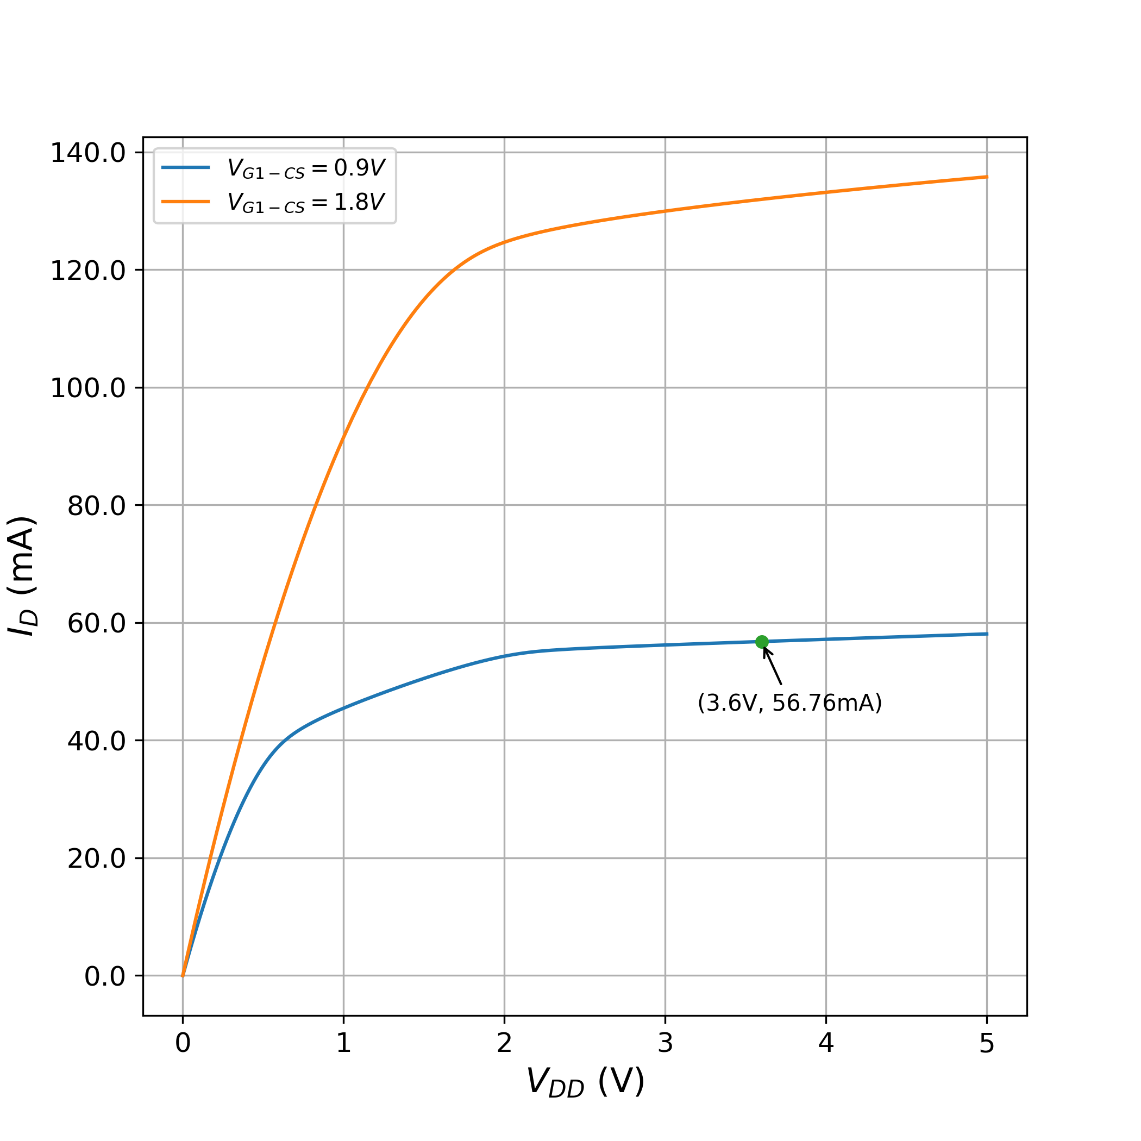 140.0
120.0
100.0
80.0
60.0
40.0
20.0
0.0
I_D (mA)
V_{G1-CS} = 0.9V
V_{G1-CS} = 1.8V
(3.6V, 56.76mA)
0 1 2 3 4 5
V_{DD} (V)